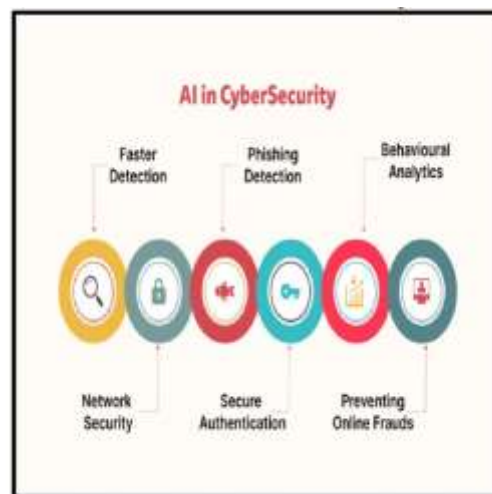 AI in CyberSecurity
Faster
Detection
Phishing
Detection
Behavioural
Analytics
Network
Security
Secure
Authentication
Preventing
Online Frauds